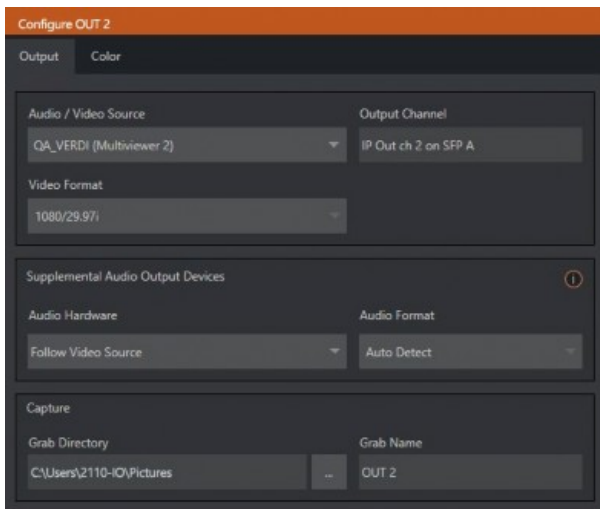 Configure OUT 2
Output Color
Audio / Video Source Output Channel
QA_VERDI (Multiviewer 2) IP Out ch 2 on SFP A
Video Format
1080/29.97i
Supplemental Audio Output Devices
Audio Hardware Audio Format
Follow Video Source Auto Detect
Capture
Grab Directory Grab Name
C:\Users\2110-IO\Pictures ... OUT 2